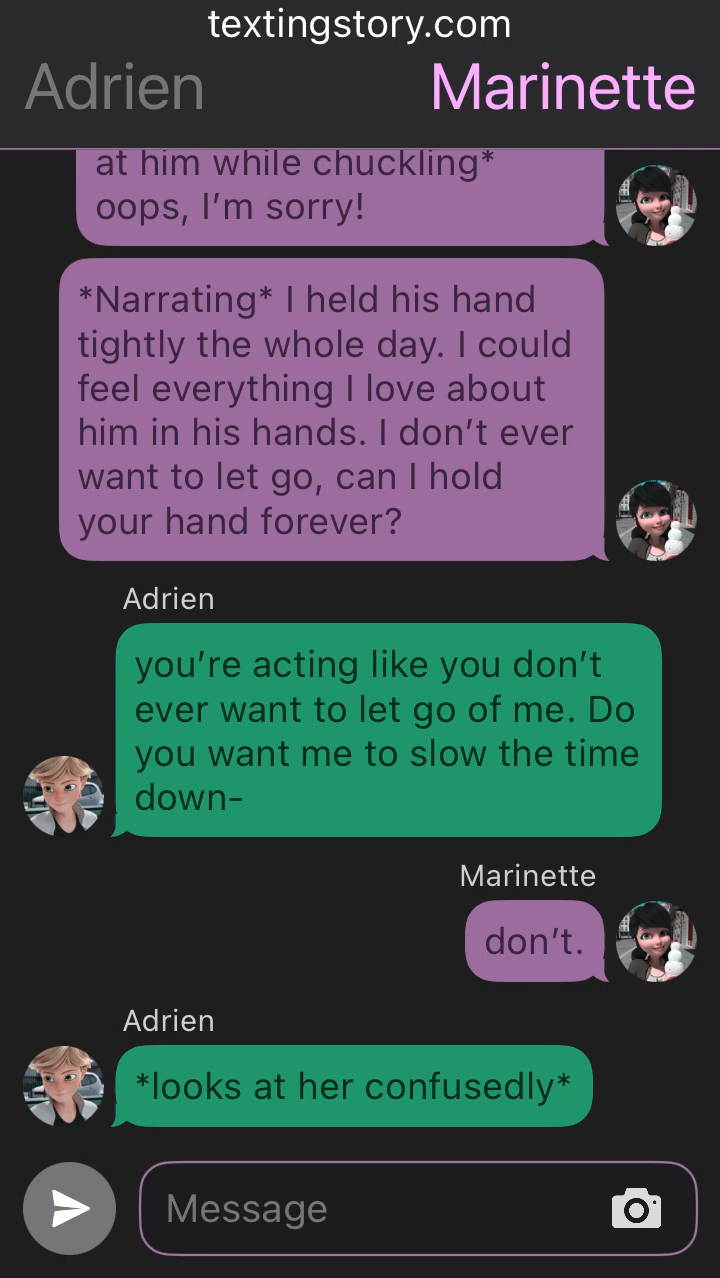 textingstory.com
Adrien Marinette
at him while chuckling*
oops, I’m sorry!
*Narrating* I held his hand
tightly the whole day. I could
feel everything I love about
him in his hands. I don’t ever
want to let go, can I hold
your hand forever?
Adrien
you’re acting like you don’t
ever want to let go of me. Do
you want me to slow the time
down-
Marinette
don’t.
Adrien
*looks at her confusedly*
Message